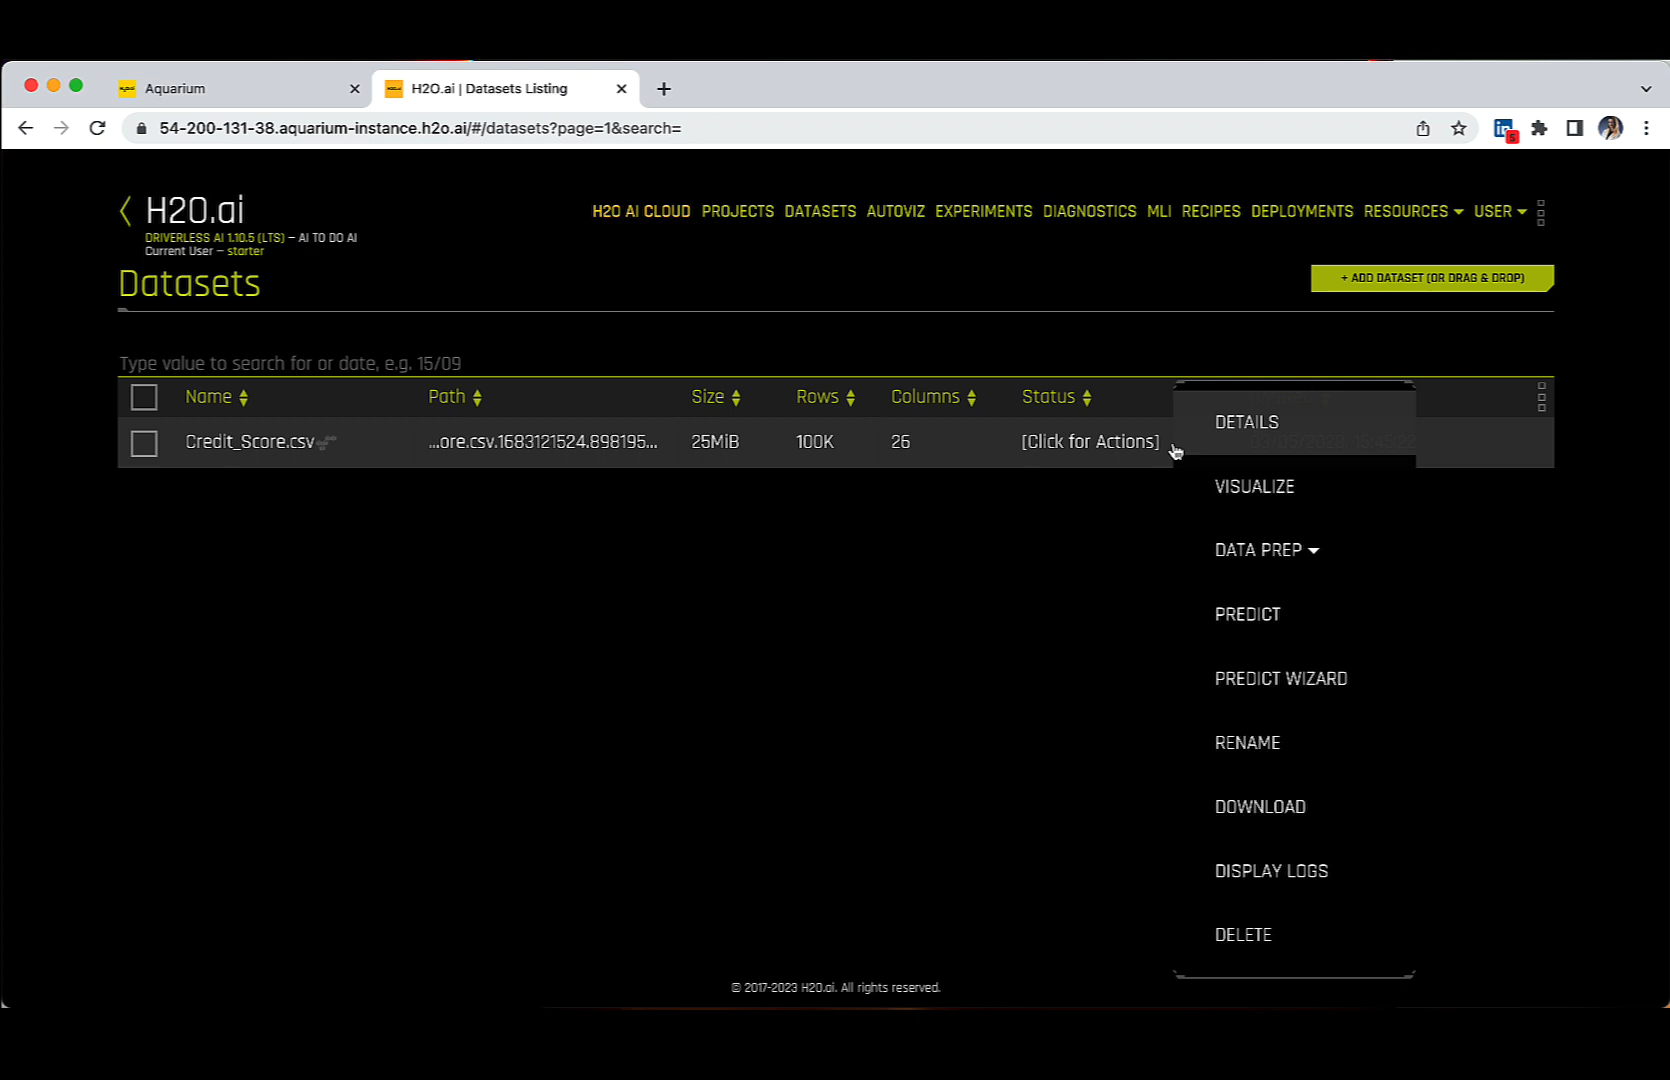 Aquarium
H2O.ai | Datasets Listing
54-200-131-38.aquarium-instance.h2o.ai/#/datasets?page=1&search=
H2O.ai
DRIVERLESS AI 1.10.5 (LTS) – AI TO DO AI
Current User – starter
H2O AI CLOUD PROJECTS DATASETS AUTOVIZ EXPERIMENTS DIAGNOSTICS MLI RECIPES DEPLOYMENTS RESOURCES USER
Datasets
+ ADD DATASET (OR DRAG & DROP)
Type value to search for or date, e.g. 15/09
Name Path Size Rows Columns Status
Credit_Score.csv ...ore.csv.1683121524.898195... 25MiB 100K 26 [Click for Actions]
DETAILS
VISUALIZE
DATA PREP
PREDICT
PREDICT WIZARD
RENAME
DOWNLOAD
DISPLAY LOGS
DELETE
© 2017-2023 H2O.ai. All rights reserved.